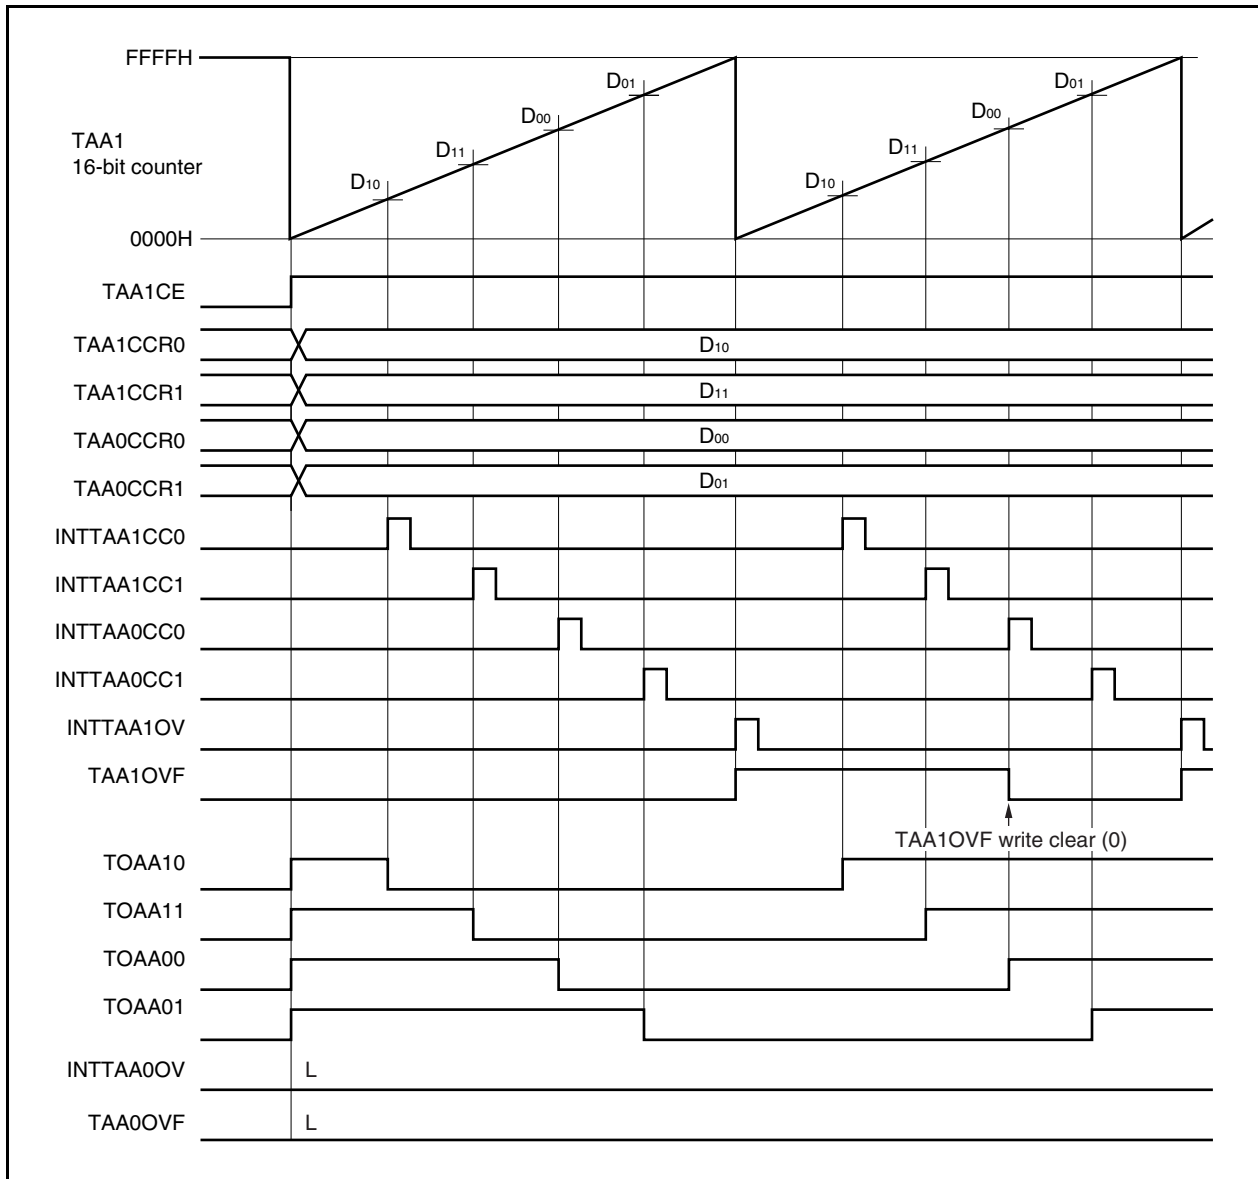 FFFFH
D01 D01
D00 D00
TAA1
16-bit counter
D11 D11
D10 D10
0000H
TAA1CE
TAA1CCR0 D10
TAA1CCR1 D11
TAA0CCR0 D00
TAA0CCR1 D01
INTTAA1CC0
INTTAA1CC1
INTTAA0CC0
INTTAA0CC1
INTTAA1OV
TAA1OVF
TAA1OVF write clear (0)
TOAA10
TOAA11
TOAA00
TOAA01
INTTAA0OV L
TAA0OVF L